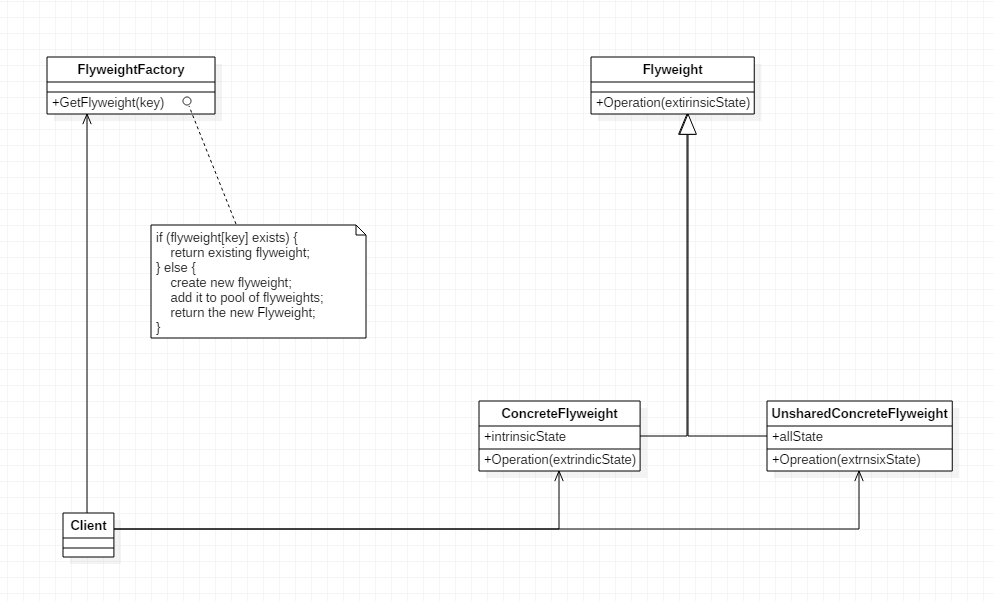 FlyweightFactory
+GetFlyweight(key)
Flyweight
+Operation(extirinsicState)
if (flyweight[key] exists) {
return existing flyweight;
} else {
create new flyweight;
add it to pool of flyweights;
return the new Flyweight;
}
ConcreteFlyweight
+intrinsicState
+Operation(extrindicState)
UnsharedConcreteFlyweight
+allState
+Opreation(extrnsixState)
Client